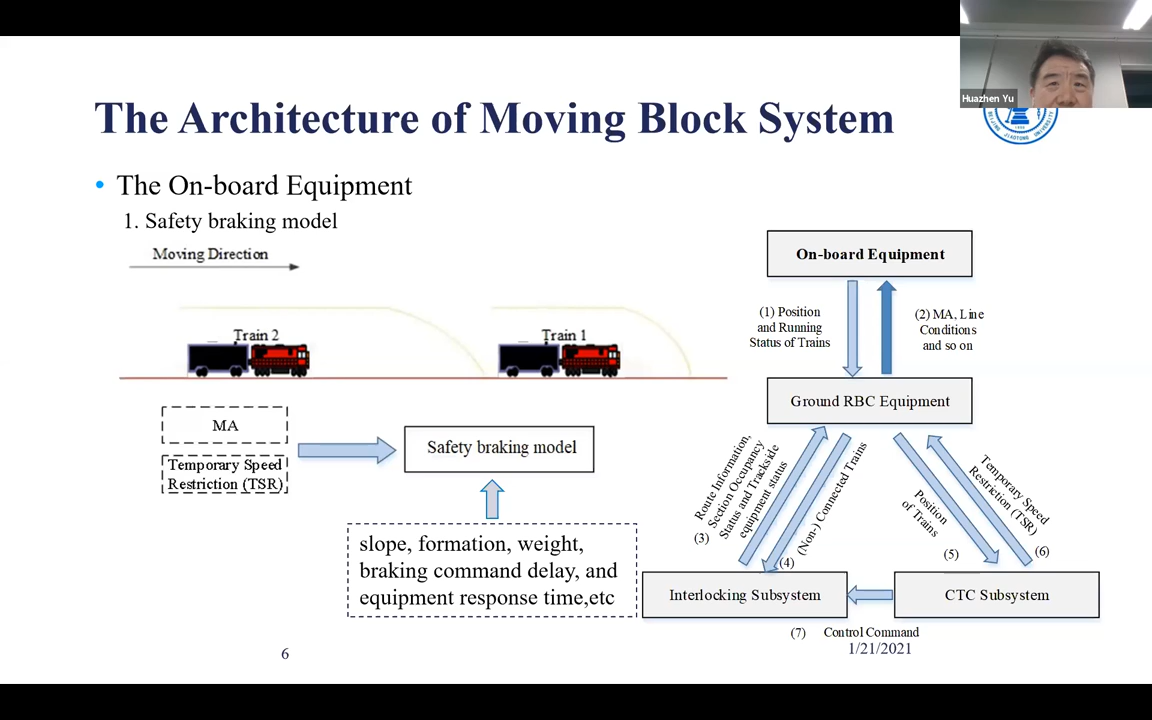 Huazhen Yu
The Architecture of Moving Block System
BEIJING JIAOTONG UNIVERSITY
• The On-board Equipment
1. Safety braking model
Moving Direction
Train 2
Train 1
MA
Temporary Speed
Restriction (TSR)
Safety braking model
slope, formation, weight,
braking command delay, and
equipment response time,etc
On-board Equipment
(1) Position
and Running
Status of Trains
(2) MA, Line
Conditions
and so on
Ground RBC Equipment
Route Information,
Section Occupancy
Status and Trackside
equipment status
(3)
(Non-) Connected Trains
(4)
Position
of Trains
(5)
Temporary Speed
Restriction (TSR)
(6)
Interlocking Subsystem
CTC Subsystem
(7) Control Command
6
1/21/2021